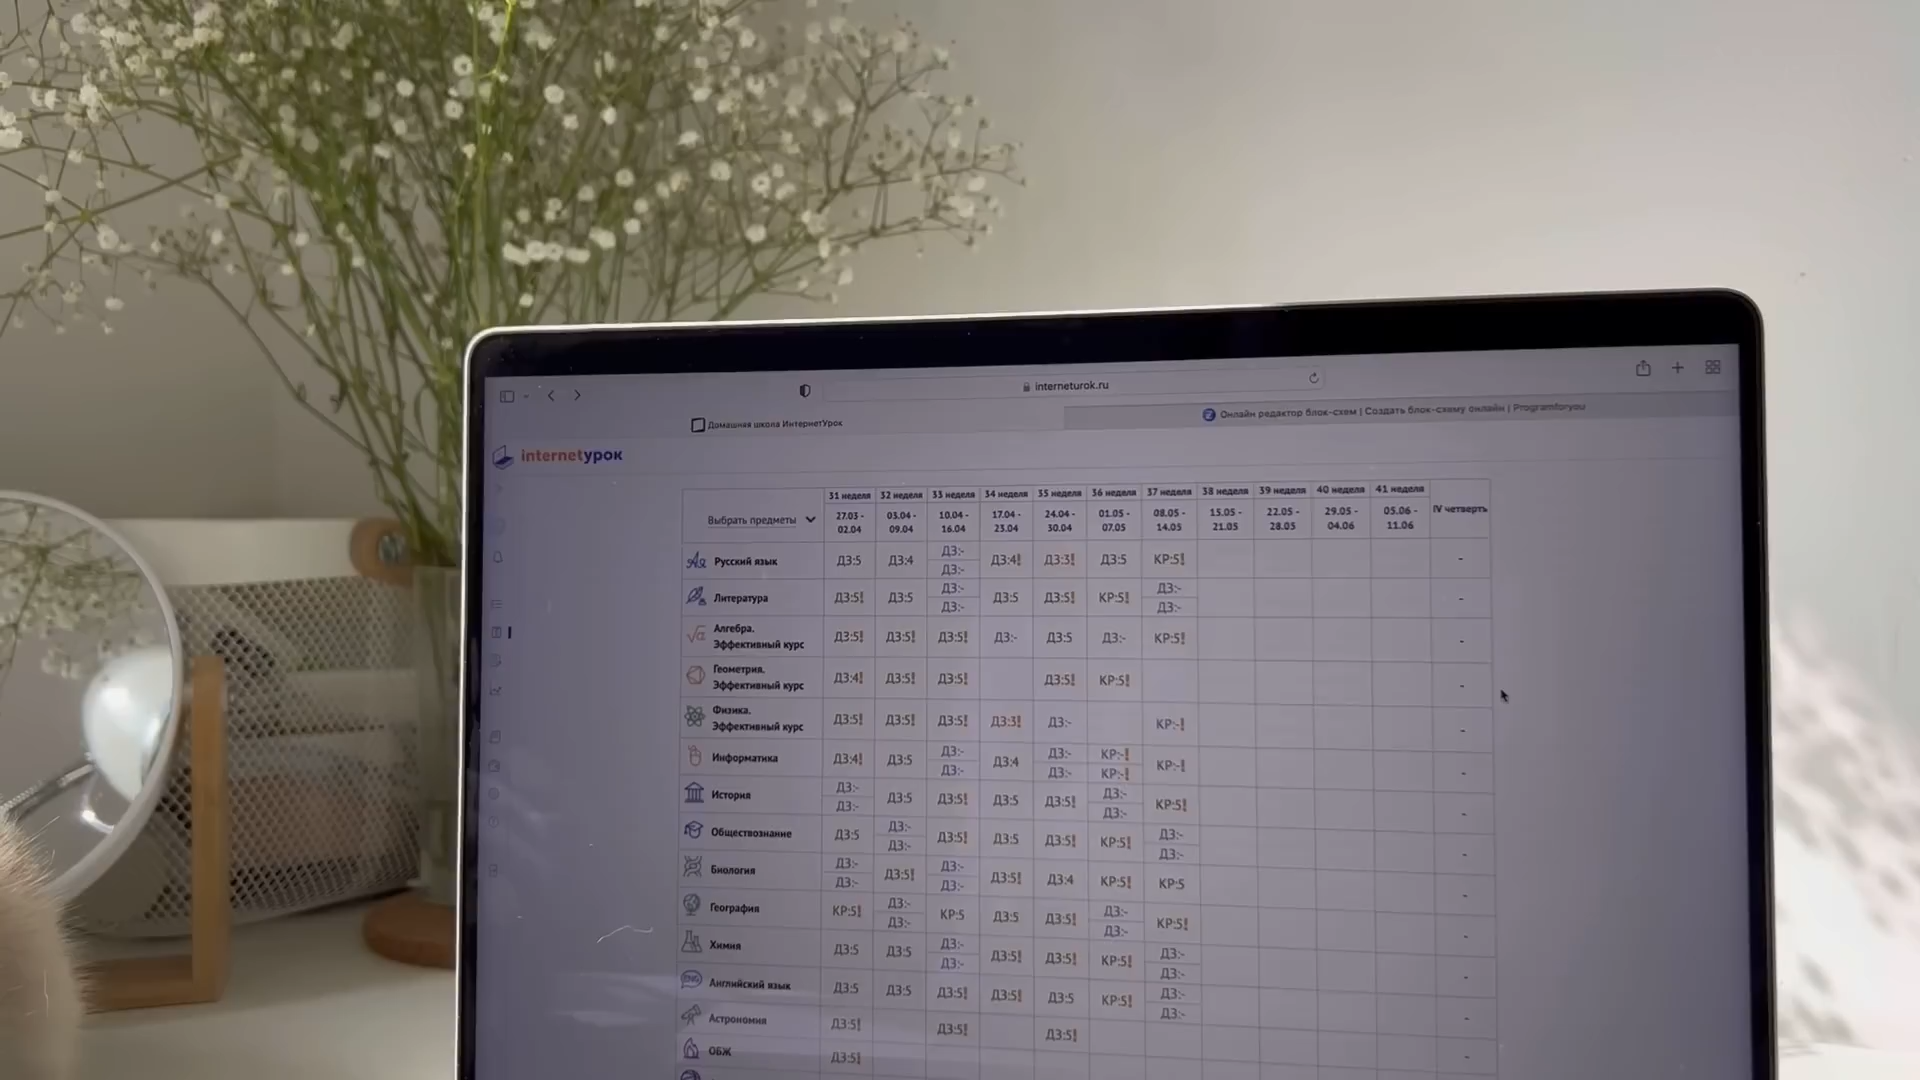 interneturok.ru
Домашная школа ИнтернетУрок
Онлайн редактор блок-схем | Создать блок-схему онлайн | Programforyou
internetурок
Выбрать предметы
31 неделя 32 неделя 33 неделя 34 неделя 35 неделя 36 неделя 37 неделя 38 неделя 39 неделя 40 неделя 41 неделя IV четверть
27.03 - 03.04 - 10.04 - 17.04 - 24.04 - 01.05 - 08.05 - 15.05 - 22.05 - 29.05 - 05.06 -
02.04 09.04 16.04 23.04 30.04 07.05 14.05 21.05 28.05 04.06 11.06
Русский язык ДЗ:5 ДЗ:4 ДЗ:- ДЗ:- ДЗ:4! ДЗ:3! ДЗ:5 КР:5! -
Литература ДЗ:5! ДЗ:5 ДЗ:- ДЗ:- ДЗ:5 ДЗ:5! КР:5! ДЗ:- ДЗ:- -
Алгебра.
Эффективный курс ДЗ:5! ДЗ:5! ДЗ:5! ДЗ:- ДЗ:5 ДЗ:- КР:5! -
Геометрия.
Эффективный курс ДЗ:4! ДЗ:5! ДЗ:5! ДЗ:5! КР:5! -
Физика.
Эффективный курс ДЗ:5! ДЗ:5! ДЗ:5! ДЗ:3! ДЗ:- КР:-! -
Информатика ДЗ:4! ДЗ:5 ДЗ:- ДЗ:- ДЗ:4 ДЗ:- ДЗ:- КР:-! КР:-! КР:-! -
История ДЗ:- ДЗ:- ДЗ:5 ДЗ:5! ДЗ:5 ДЗ:5! ДЗ:- ДЗ:- КР:5! -
Обществознание ДЗ:5 ДЗ:- ДЗ:- ДЗ:5! ДЗ:5 ДЗ:5! КР:5! ДЗ:- ДЗ:- -
Биология ДЗ:- ДЗ:- ДЗ:5! ДЗ:- ДЗ:- ДЗ:5! ДЗ:4 КР:5! КР:5 -
География КР:5! ДЗ:- ДЗ:- КР:5 ДЗ:5 ДЗ:5! ДЗ:- ДЗ:- КР:5! -
Химия ДЗ:5 ДЗ:5 ДЗ:- ДЗ:- ДЗ:5! ДЗ:5! КР:5! ДЗ:- ДЗ:- -
ENG Английский язык ДЗ:5 ДЗ:5 ДЗ:5! ДЗ:5! ДЗ:5 КР:5! ДЗ:- ДЗ:- -
Астрономия ДЗ:5! ДЗ:5! ДЗ:5! -
ОБЖ ДЗ:5!